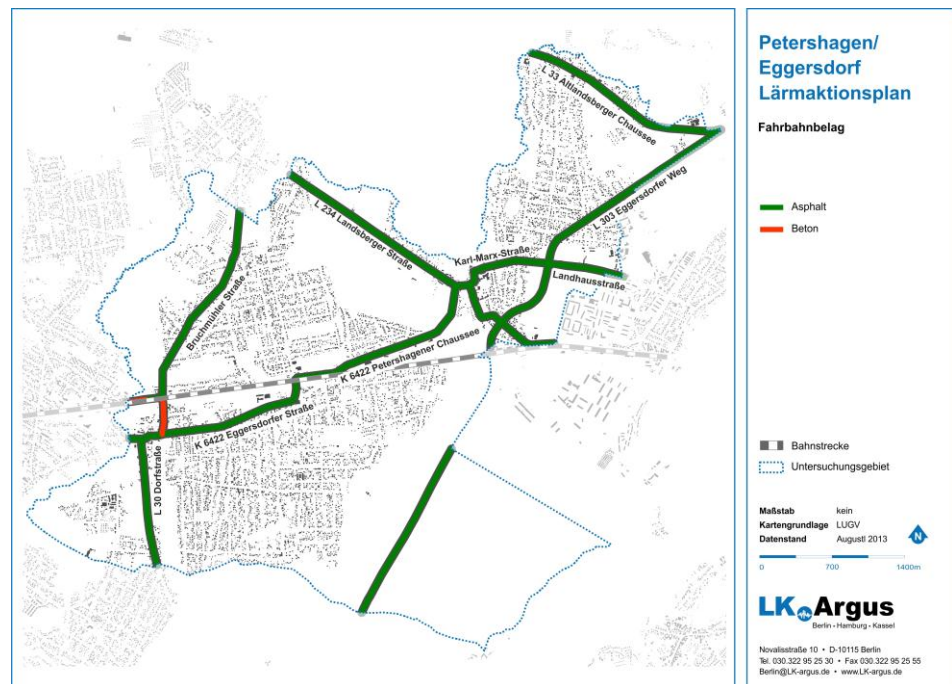 Petershagen/
Eggersdorf
Lärmaktionsplan
Fahrbahnbelag
Asphalt
Beton
L 33 Altlandsberger Chaussee
L 303 Eggersdorfer Weg
L 234 Landsberger Straße
Karl-Marx-Straße
Landhausstraße
Bruchmühler Straße
K 6422 Petershagener Chaussee
K 6422 Eggersdorfer Straße
L 30 Dorfstraße
Bahnstrecke
Untersuchungsgebiet
Maßstab kein
Kartengrundlage LUGV
Datenstand Augustl 2013
N
0 700 1400m
LK Argus
Berlin • Hamburg • Kassel
Novalisstraße 10 • D-10115 Berlin
Tel. 030.322 95 25 30 • Fax 030.322 95 25 55
Berlin@LK-argus.de • www.LK-argus.de